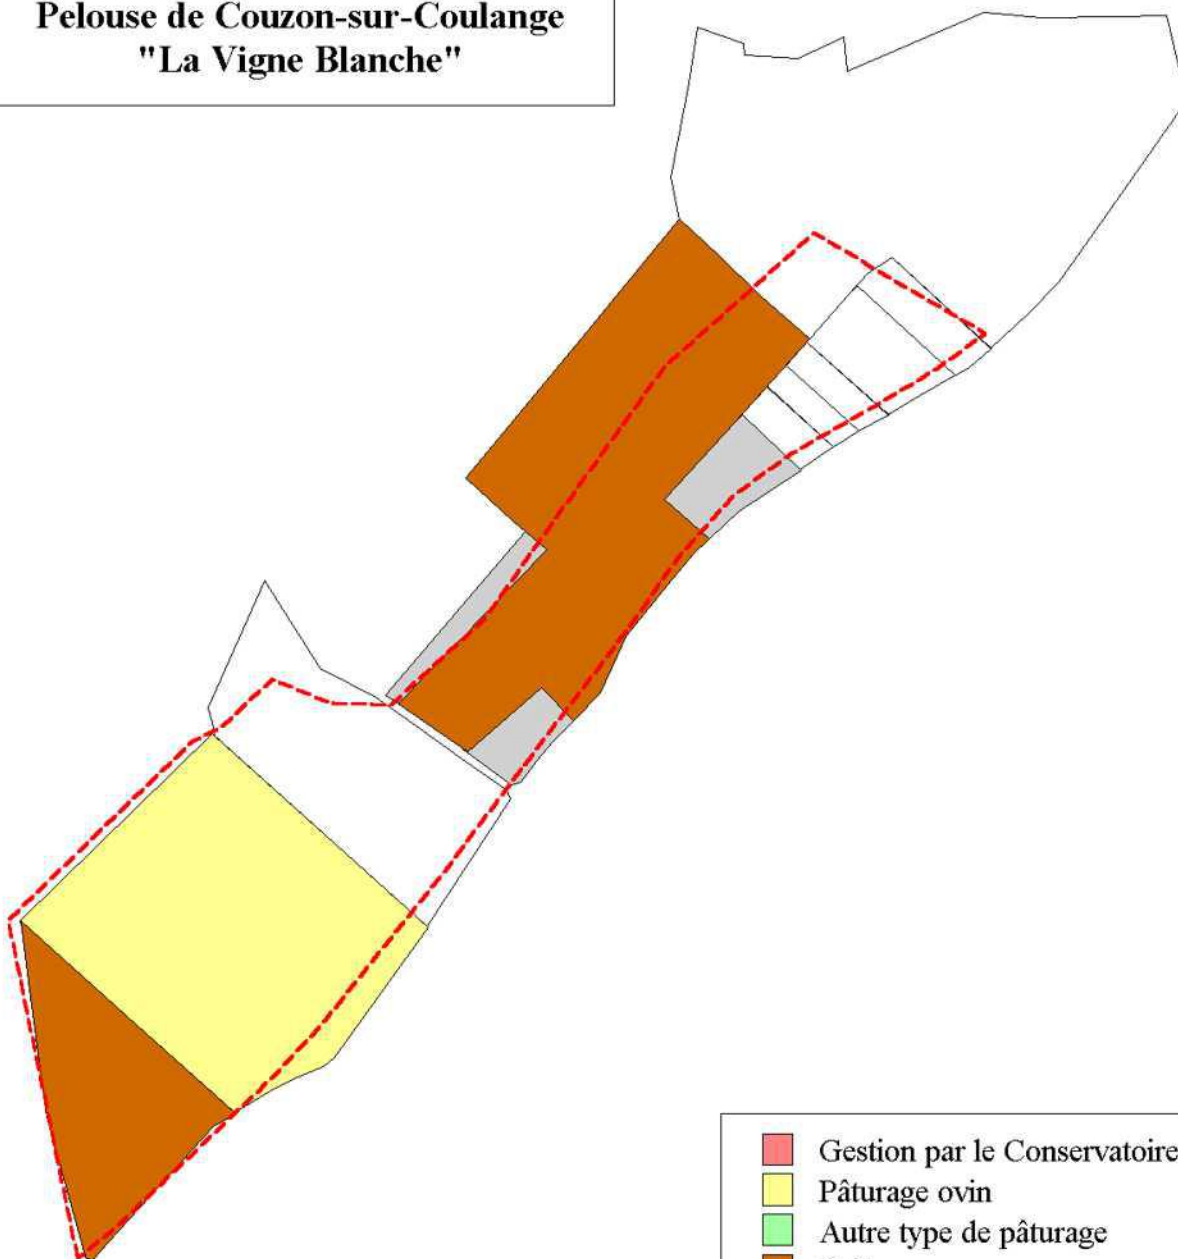 Pelouse de Couzon-sur-Coulange
"La Vigne Blanche"
Gestion par le Conservatoire
Pâturage ovin
Autre type de pâturage